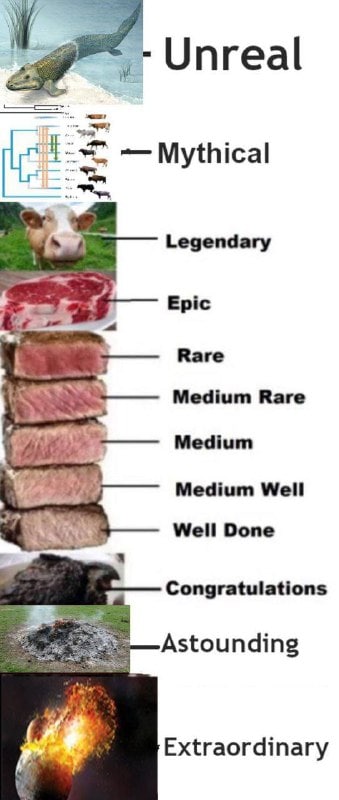 Unreal
Mythical
Legendary
Epic
Rare
Medium Rare
Medium
Medium Well
Well Done
Congratulations
Astounding
Extraordinary